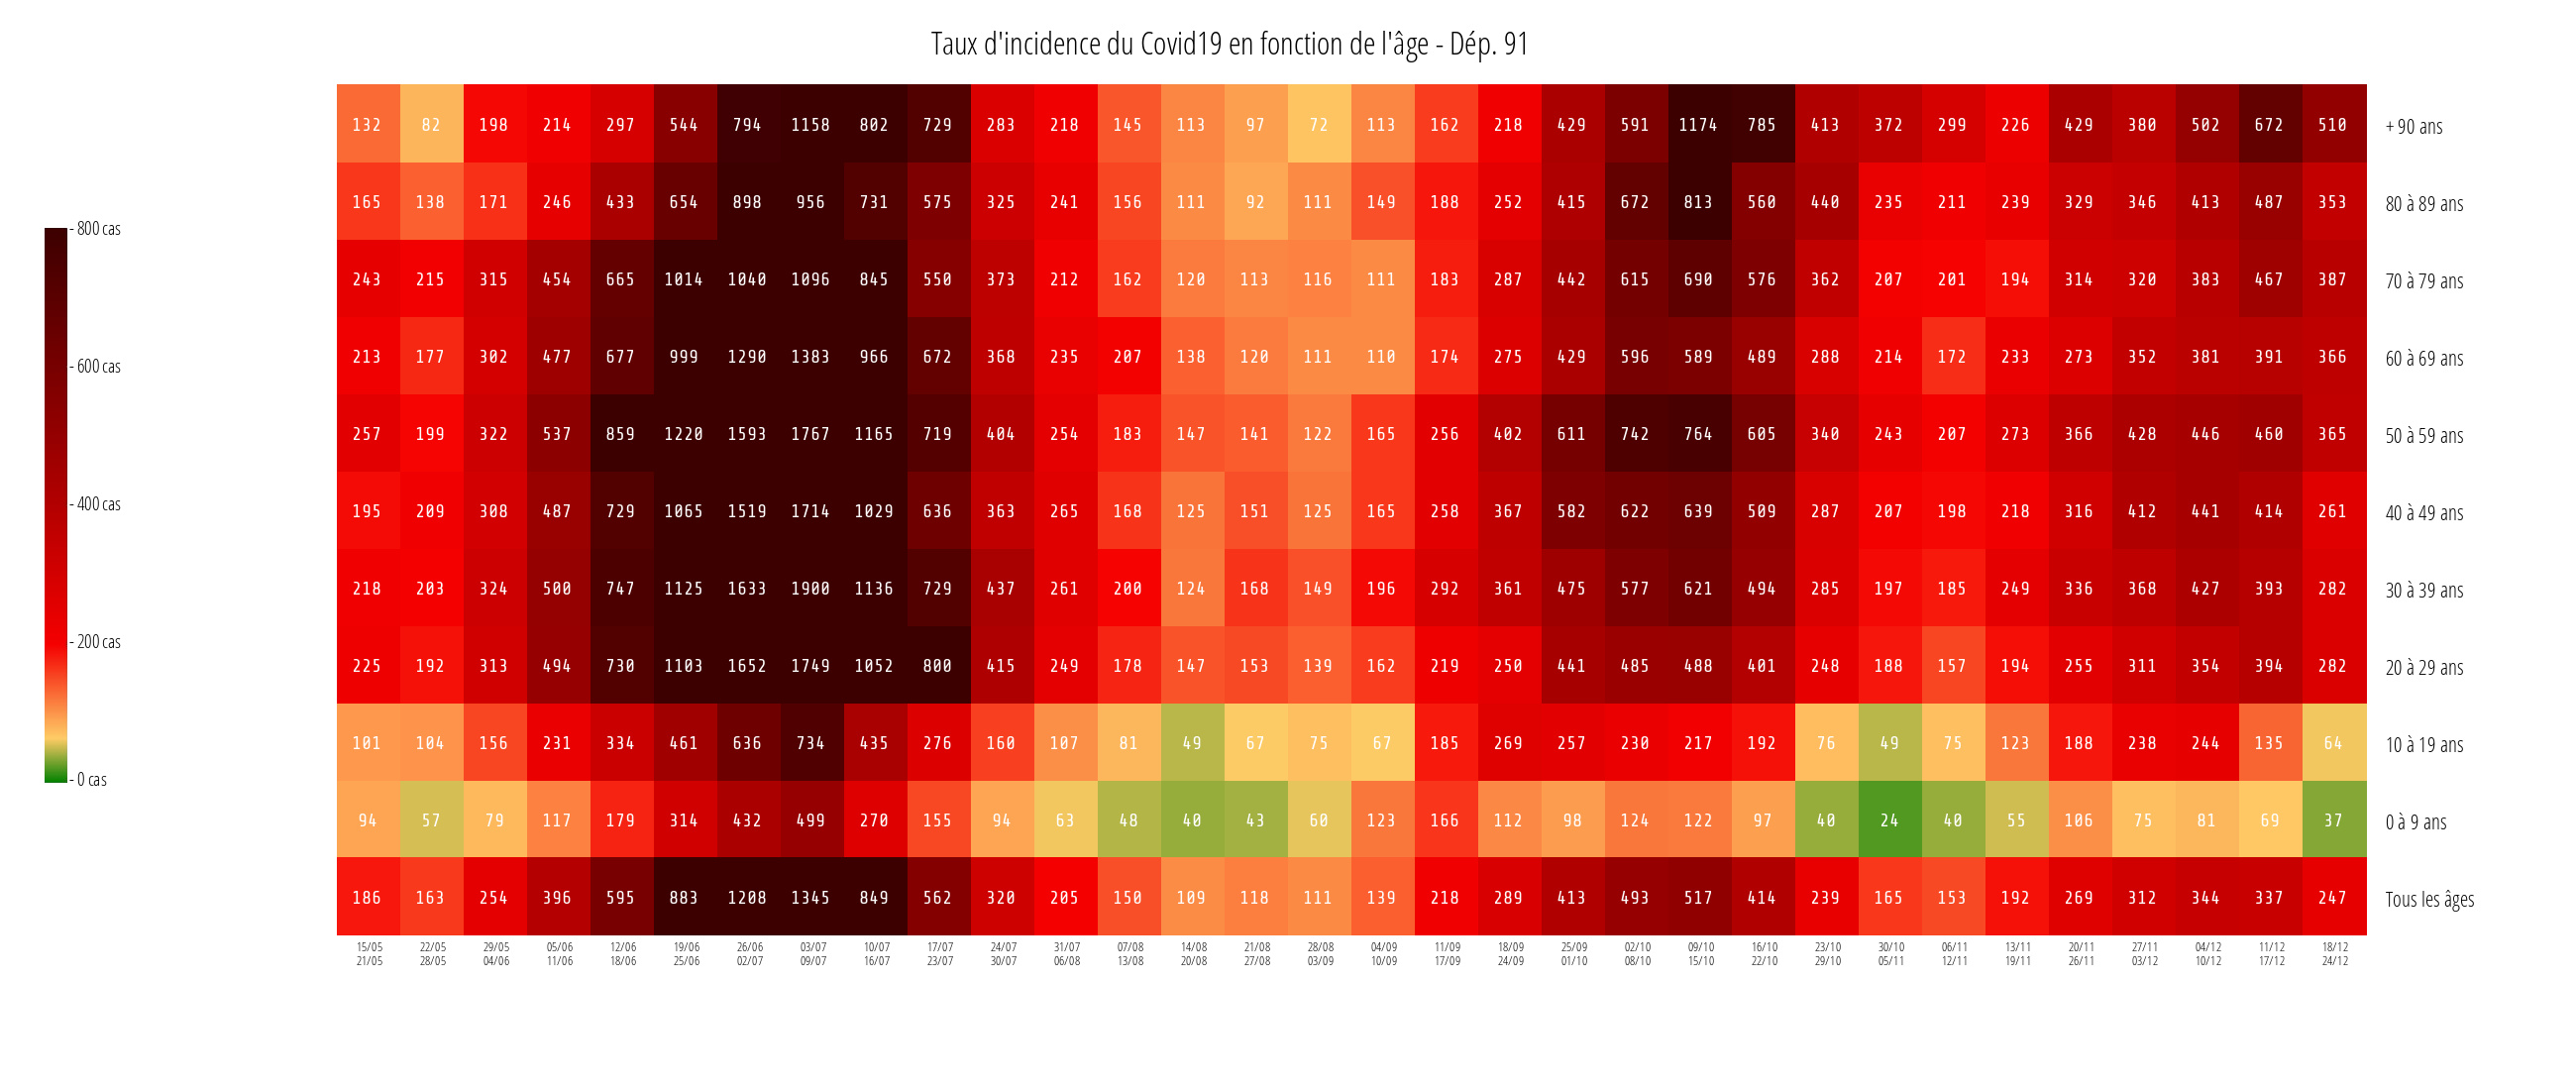 Taux d'incidence du Covid19 en fonction de l'âge - Dép. 91
- 800 cas
- 600 cas
- 400 cas
- 200 cas
- 0 cas
132 82 198 214 297 544 794 1158 802 729 283 218 145 113 97 72 113 162 218 429 591 1174 785 413 372 299 226 429 380 502 672 510 + 90 ans
165 138 171 246 433 654 898 956 731 575 325 241 156 111 92 111 149 188 252 415 672 813 560 440 235 211 239 329 346 413 487 353 80 à 89 ans
243 215 315 454 665 1014 1040 1096 845 550 373 212 162 120 113 116 111 183 287 442 615 690 576 362 207 201 194 314 320 383 467 387 70 à 79 ans
213 177 302 477 677 999 1290 1383 966 672 368 235 207 138 120 111 110 174 275 429 596 589 489 288 214 172 233 273 352 381 391 366 60 à 69 ans
257 199 322 537 859 1220 1593 1767 1165 719 404 254 183 147 141 122 165 256 402 611 742 764 605 340 243 207 273 366 428 446 460 365 50 à 59 ans
195 209 308 487 729 1065 1519 1714 1029 636 363 265 168 125 151 125 165 258 367 582 622 639 509 287 207 198 218 316 412 441 414 261 40 à 49 ans
218 203 324 500 747 1125 1633 1900 1136 729 437 261 200 124 168 149 196 292 361 475 577 621 494 285 197 185 249 336 368 427 393 282 30 à 39 ans
225 192 313 494 730 1103 1652 1749 1052 800 415 249 178 147 153 139 162 219 250 441 485 488 401 248 188 157 194 255 311 354 394 282 20 à 29 ans
101 104 156 231 334 461 636 734 435 276 160 107 81 49 67 75 67 185 269 257 230 217 192 76 49 75 123 188 238 244 135 64 10 à 19 ans
94 57 79 117 179 314 432 499 270 155 94 63 48 40 43 60 123 166 112 98 124 122 97 40 24 40 55 106 75 81 69 37 0 à 9 ans
186 163 254 396 595 883 1208 1345 849 562 320 205 150 109 118 111 139 218 289 413 493 517 414 239 165 153 192 269 312 344 337 247 Tous les âges
15/05 22/05 29/05 05/06 12/06 19/06 26/06 03/07 10/07 17/07 24/07 31/07 07/08 14/08 21/08 28/08 04/09 11/09 18/09 25/09 02/10 09/10 16/10 23/10 30/10 06/11 13/11 20/11 27/11 04/12 11/12 18/12
21/05 28/05 04/06 11/06 18/06 25/06 02/07 09/07 16/07 23/07 30/07 06/08 13/08 20/08 27/08 03/09 10/09 17/09 24/09 01/10 08/10 15/10 22/10 29/10 05/11 12/11 19/11 26/11 03/12 10/12 17/12 24/12